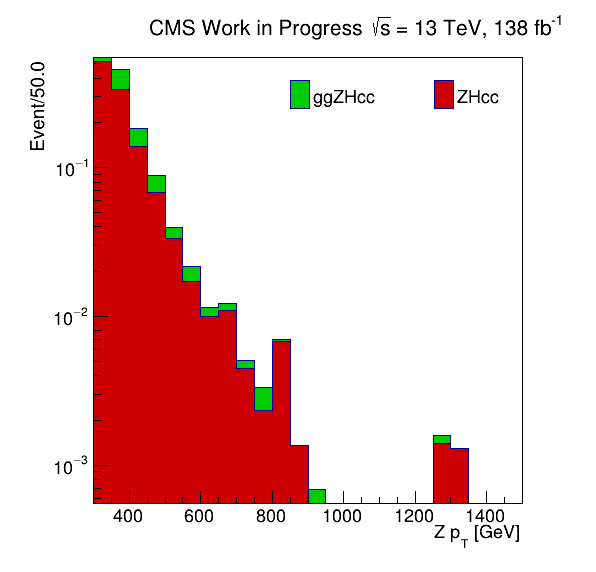 CMS Work in Progress √s = 13 TeV, 138 fb⁻¹
Event/50.0
ggZHcc ZHcc
10⁻¹
10⁻²
10⁻³
400 600 800 1000 1200 1400
Z p_T [GeV]